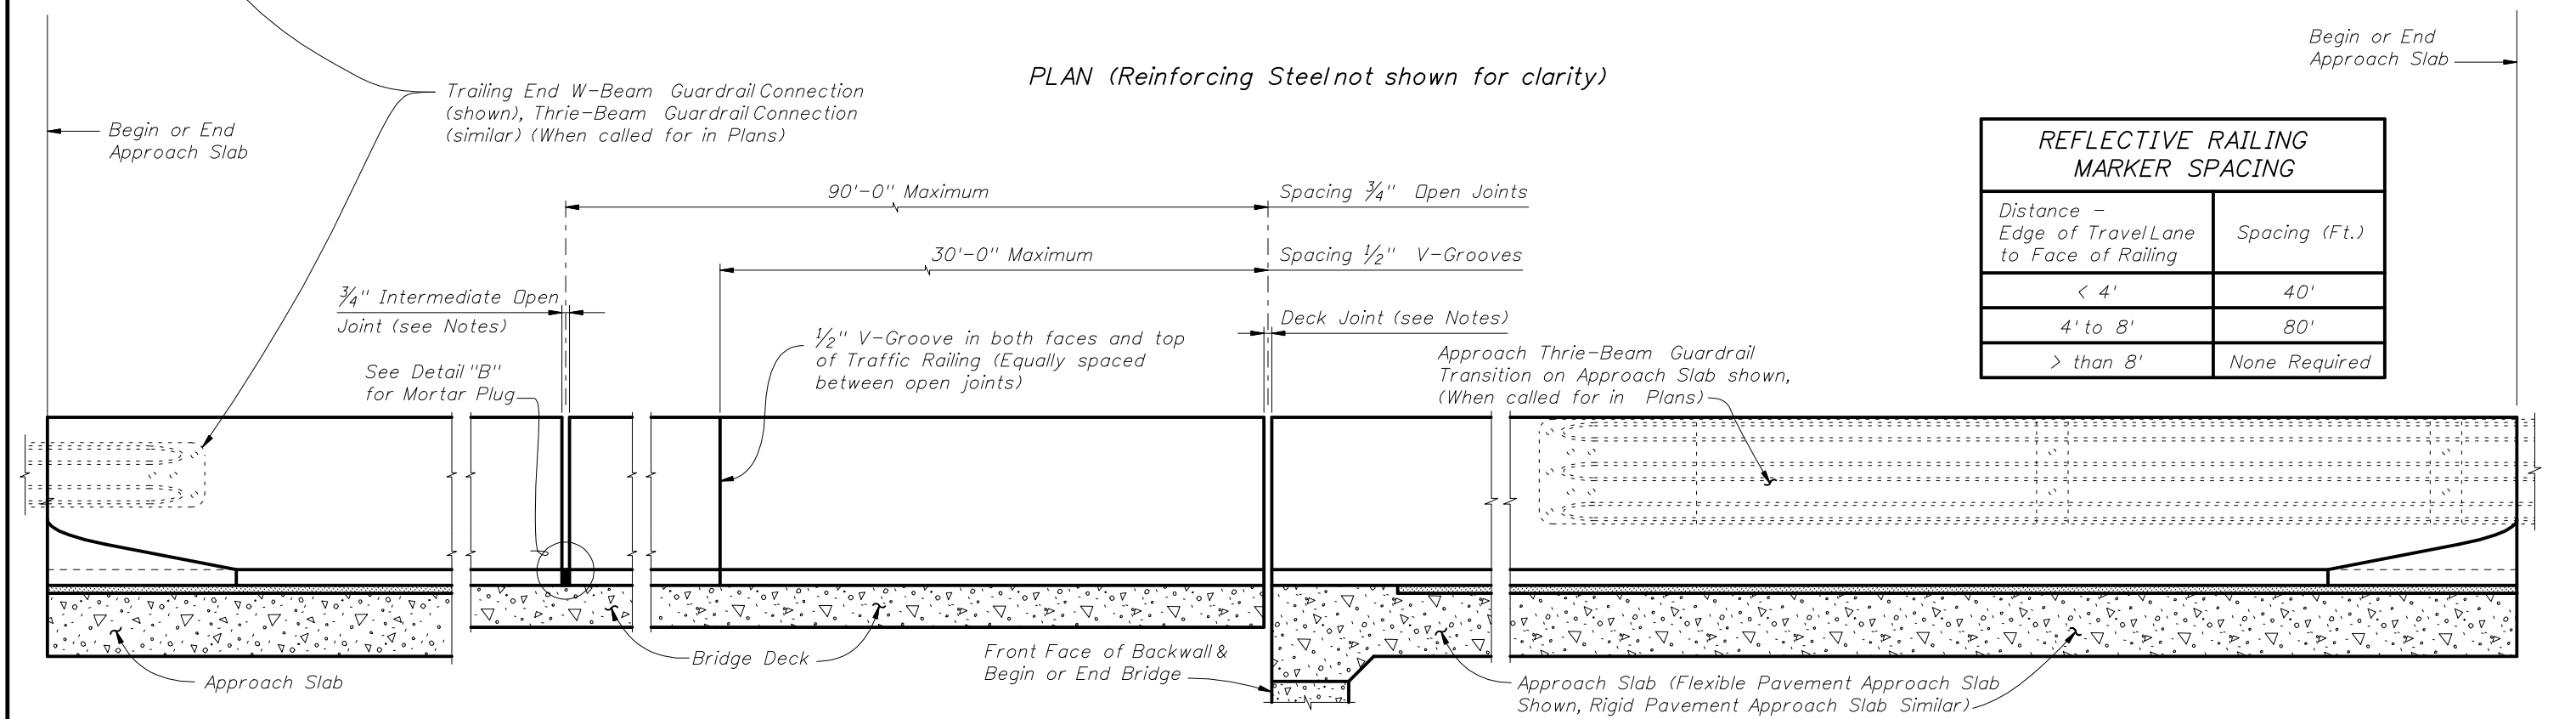 PLAN (Reinforcing Steel not shown for clarity)
Begin or End
Approach Slab
Trailing End W-Beam Guardrail Connection
(shown), Thrie-Beam Guardrail Connection
(similar) (When called for in Plans)
Begin or End
Approach Slab
REFLECTIVE RAILING
MARKER SPACING
Distance -
Edge of Travel Lane
to Face of Railing
Spacing (Ft.)
< 4'
40'
4' to 8'
80'
> than 8'
None Required
90'-0" Maximum
Spacing 3/4" Open Joints
30'-0" Maximum
Spacing 1/2" V-Grooves
3/4" Intermediate Open
Joint (see Notes)
Deck Joint (see Notes)
1/2" V-Groove in both faces and top
of Traffic Railing (Equally spaced
between open joints)
See Detail "B"
for Mortar Plug
Approach Thrie-Beam Guardrail
Transition on Approach Slab shown,
(When called for in Plans)
Approach Slab
Bridge Deck
Front Face of Backwall &
Begin or End Bridge
Approach Slab (Flexible Pavement Approach Slab
Shown, Rigid Pavement Approach Slab Similar)